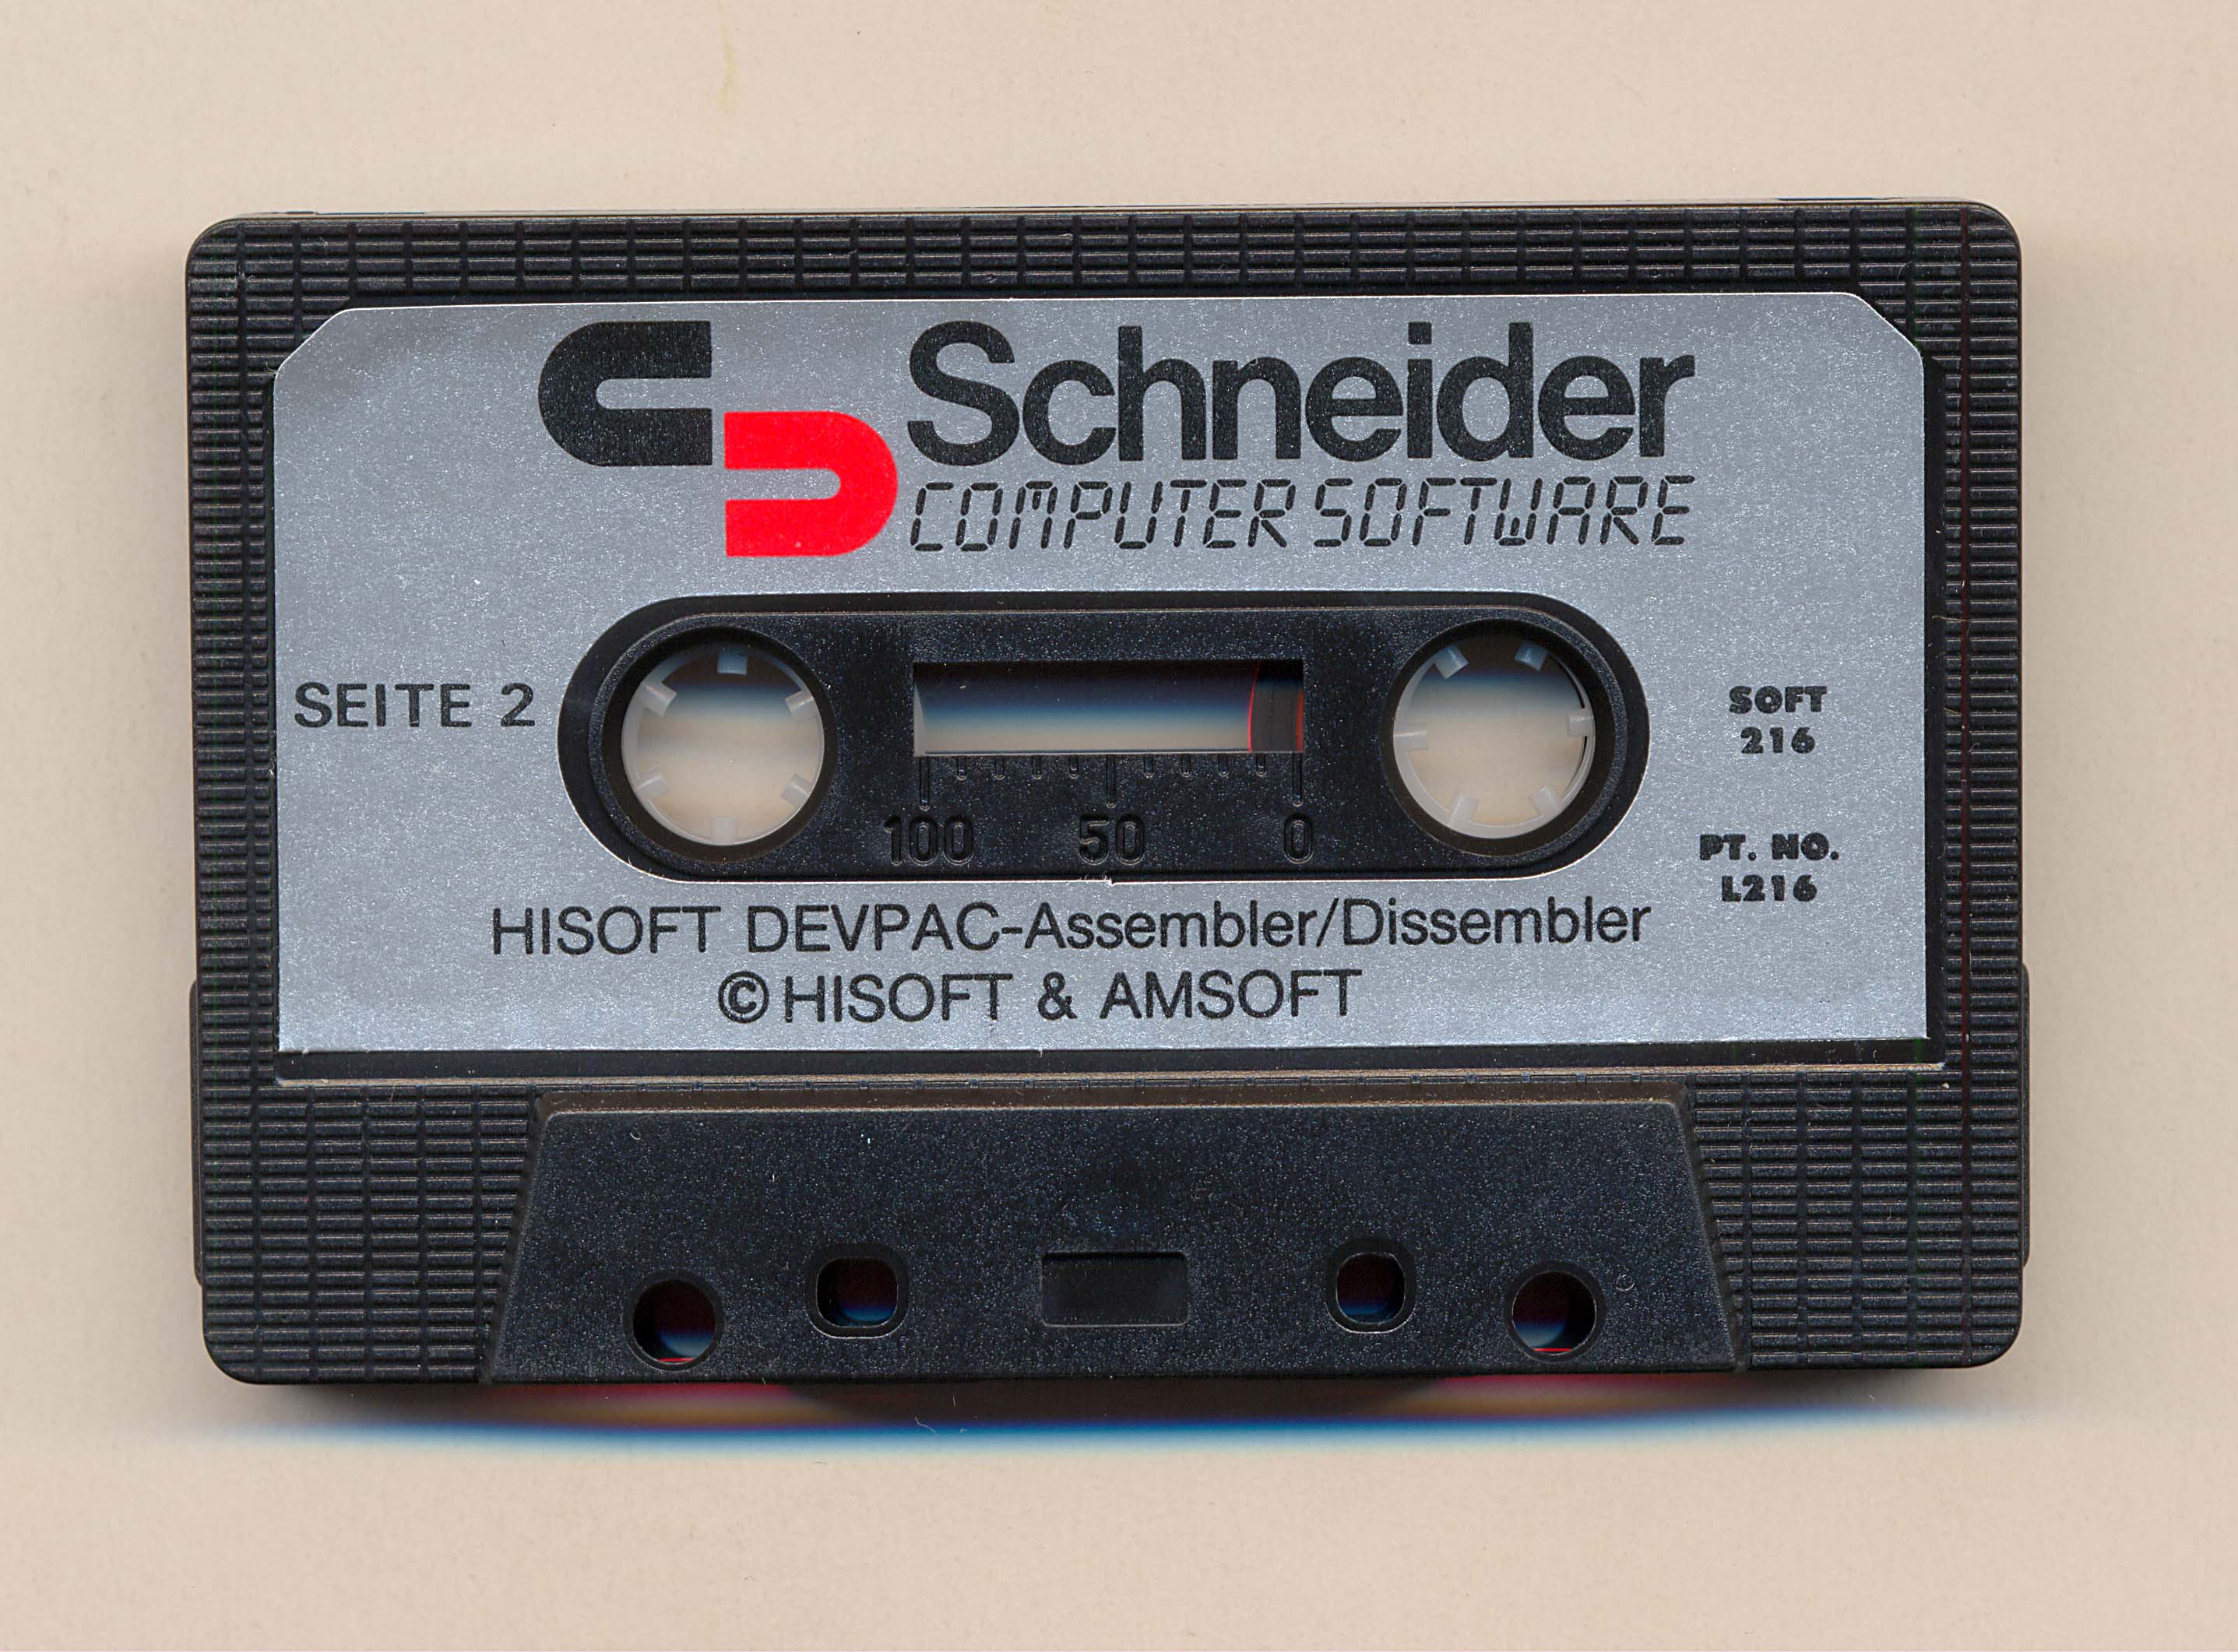 Schneider
COMPUTER SOFTWARE
SEITE 2
SOFT
216
100 50 0
PT. NO.
L216
HISOFT DEVPAC-Assembler/Dissembler
©HISOFT & AMSOFT